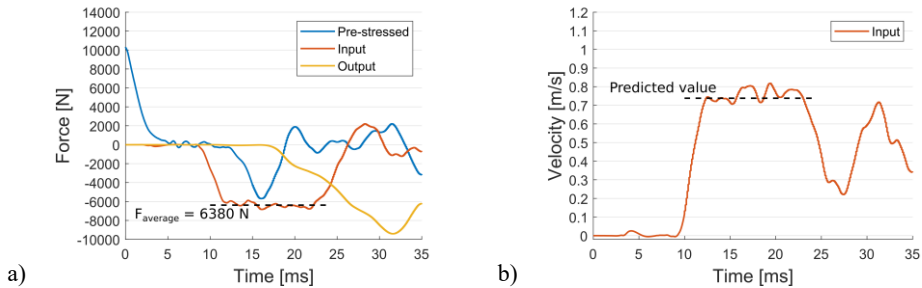 14000
12000
10000
8000
6000
4000
2000
0
-2000
-4000
-6000
-8000
-10000
Force [N]
Pre-stressed
Input
Output
F_average = 6380 N
0 5 10 15 20 25 30 35
Time [ms]
a)
1.2
1.1
1
0.9
0.8
0.7
0.6
0.5
0.4
0.3
0.2
0.1
0
Velocity [m/s]
Input
Predicted value
0 5 10 15 20 25 30 35
Time [ms]
b)